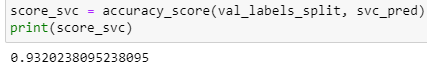 score_svc = accuracy_score(val_labels_split, svc_pred)
print(score_svc)
0.9320238095238095